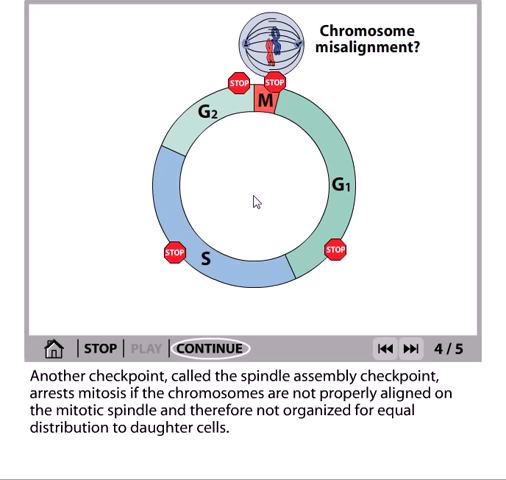 Chromosome
misalignment?
STOP
STOP
M
G2
G1
STOP
S
STOP
STOP
PLAY
CONTINUE
4 / 5
Another checkpoint, called the spindle assembly checkpoint,
arrests mitosis if the chromosomes are not properly aligned on
the mitotic spindle and therefore not organized for equal
distribution to daughter cells.